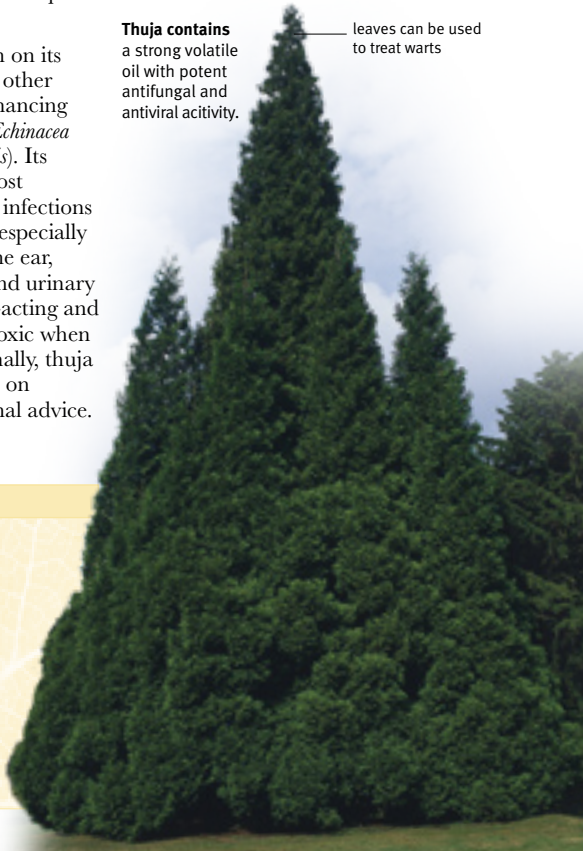 n on its
other
nancing
Echinacea
s). Its
ost
infections
especially
ne ear,
nd urinary
acting and
oxic when
nally, thuja
on
nal advice.
Thuja contains
a strong volatile
oil with potent
antifungal and
antiviral acitivity.
leaves can be used
to treat warts